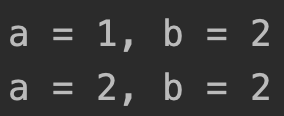 a = 1, b = 2
a = 2, b = 2